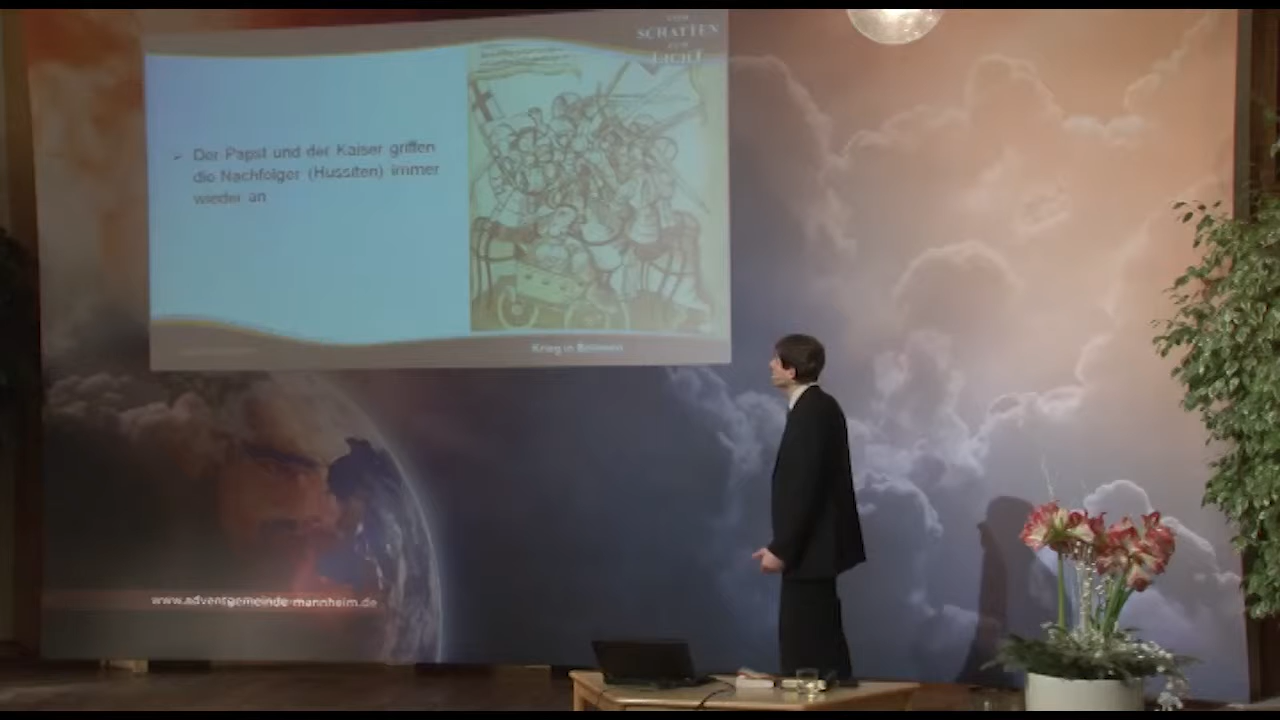 VOM
SCHATTEN
ZUM
LICHT
➢ Der Papst und der Kaiser griffen
die Nachfolger (Hussiten) immer
wieder an
Krieg in Böhmen
www.adventgemeinde-mannheim.de